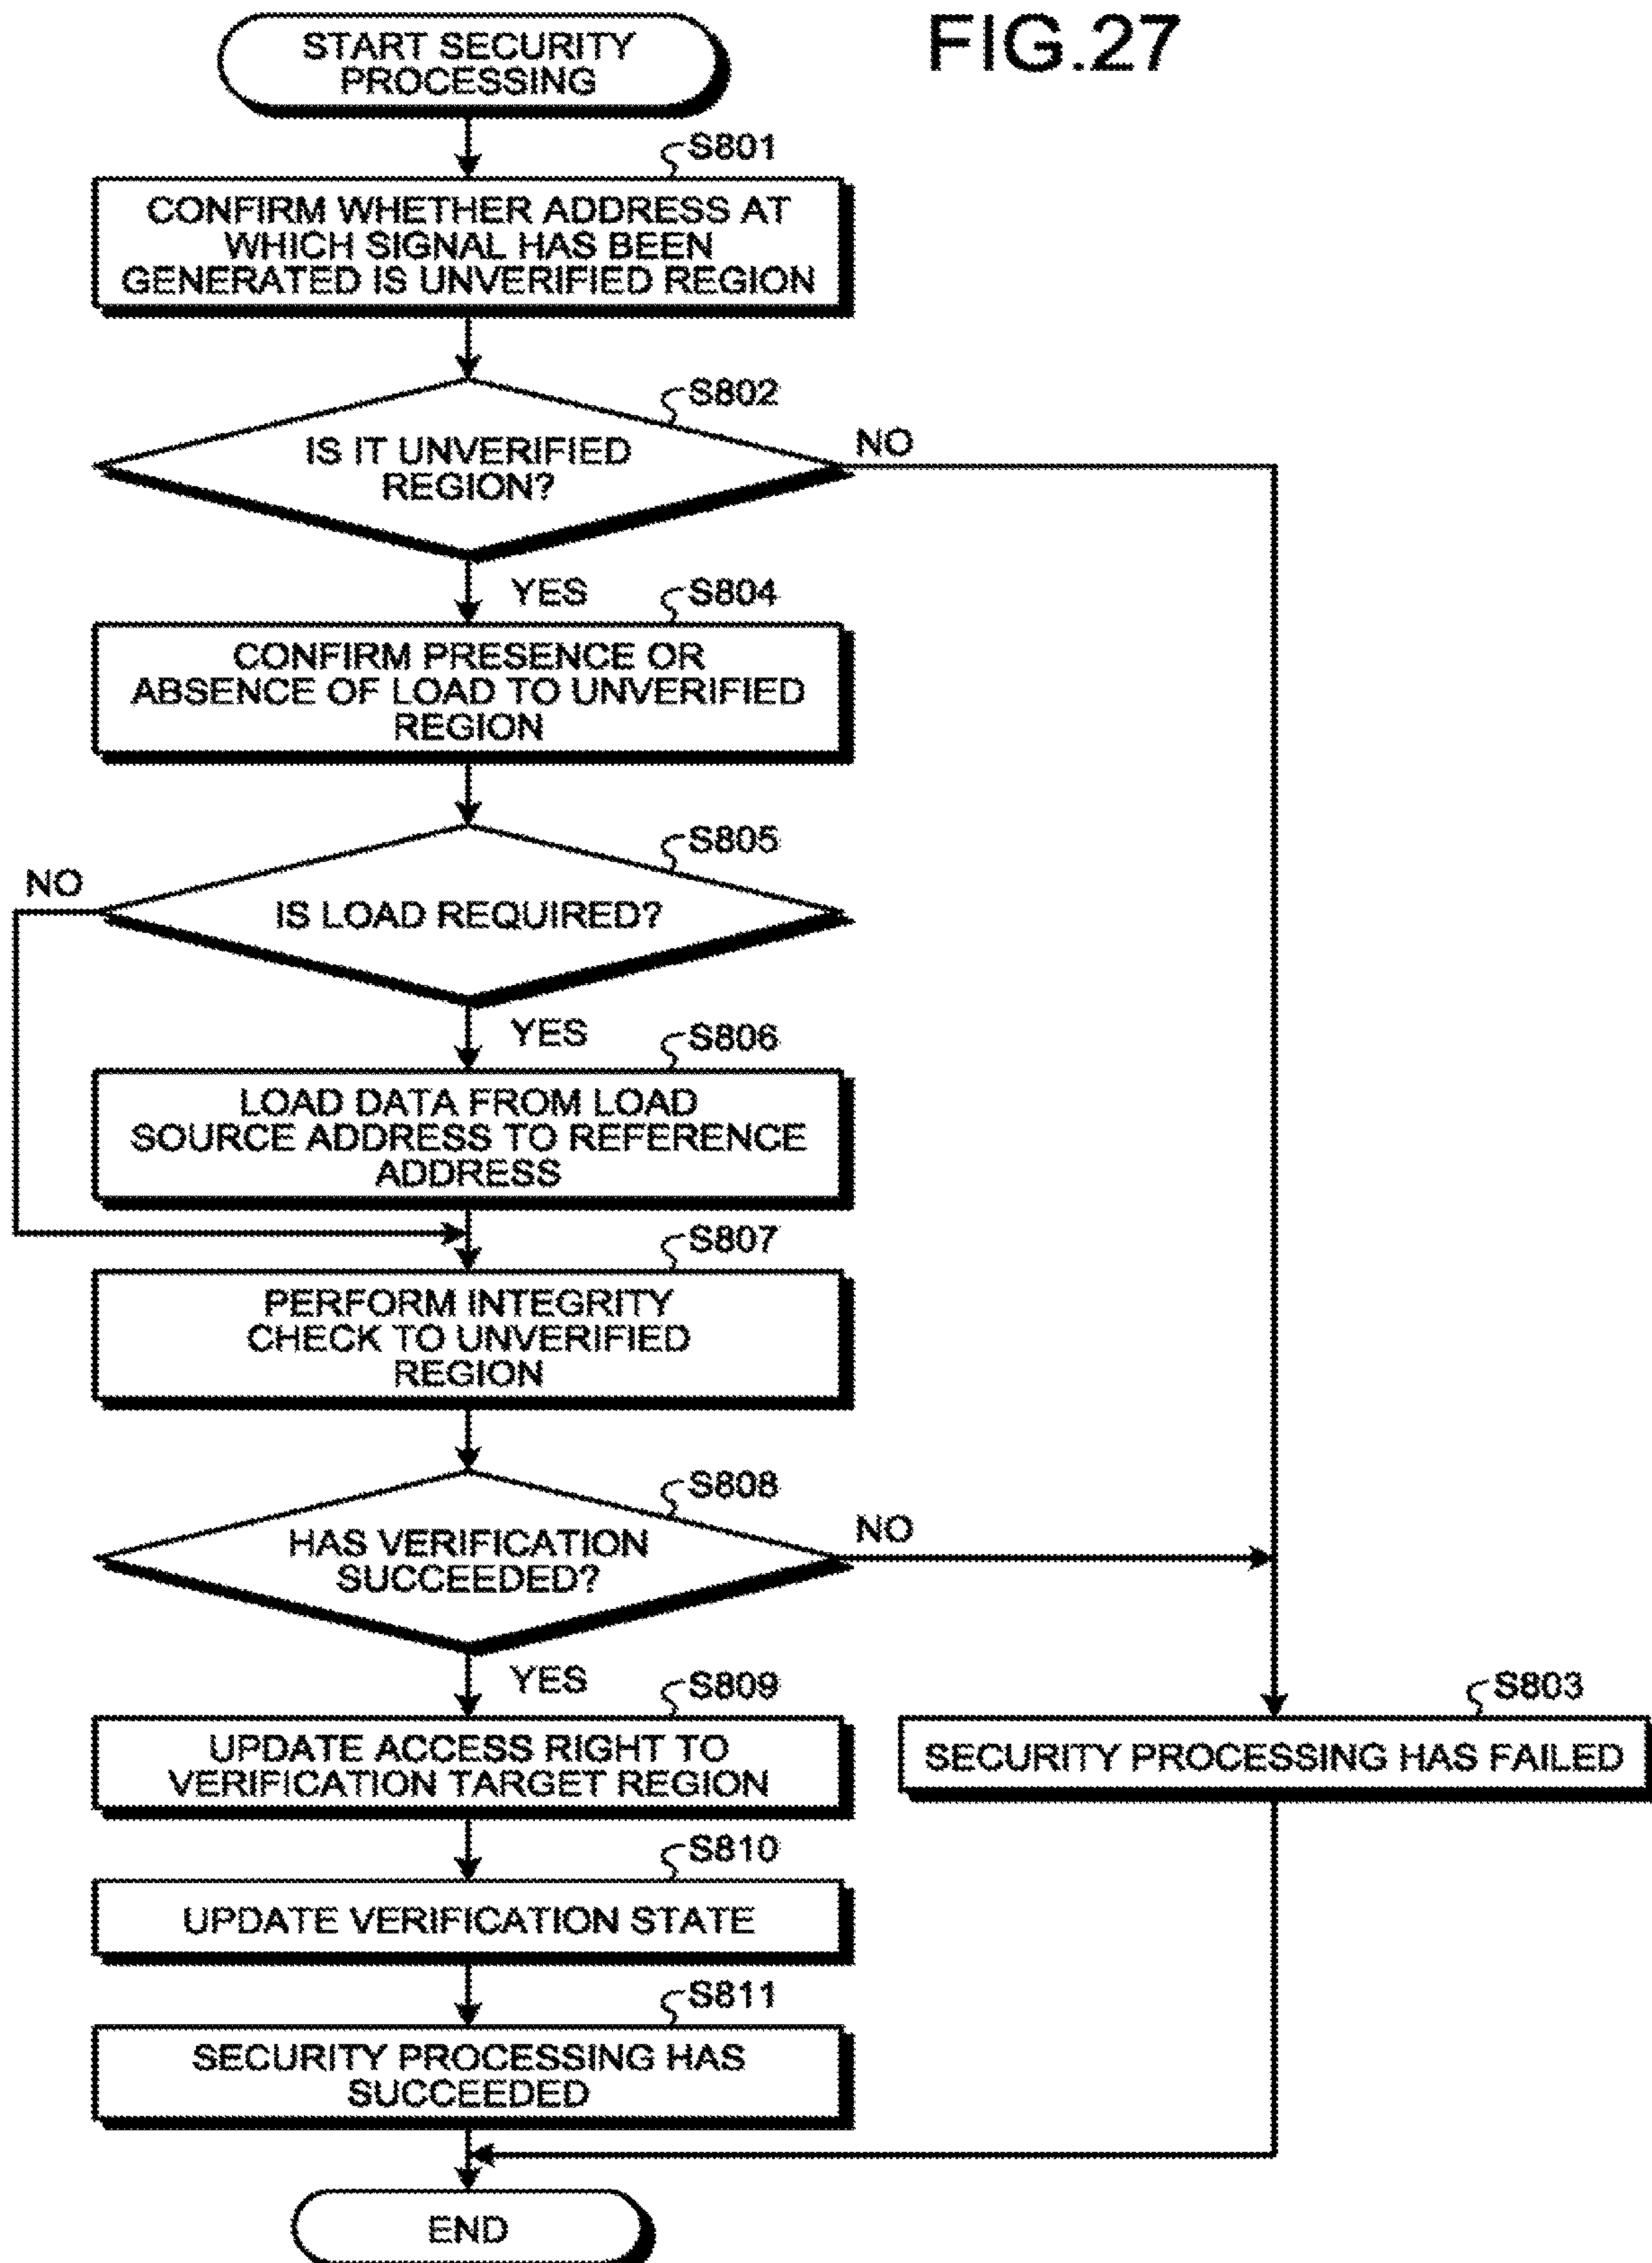 FIG.27
START SECURITY
PROCESSING
S801
CONFIRM WHETHER ADDRESS AT
WHICH SIGNAL HAS BEEN
GENERATED IS UNVERIFIED REGION
S802
IS IT UNVERIFIED
REGION?
NO
YES
S804
CONFIRM PRESENCE OR
ABSENCE OF LOAD TO UNVERIFIED
REGION
S805
NO
IS LOAD REQUIRED?
YES
S806
LOAD DATA FROM LOAD
SOURCE ADDRESS TO REFERENCE
ADDRESS
S807
PERFORM INTEGRITY
CHECK TO UNVERIFIED
REGION
S808
HAS VERIFICATION
SUCCEEDED?
NO
YES
S809
UPDATE ACCESS RIGHT TO
VERIFICATION TARGET REGION
S803
SECURITY PROCESSING HAS FAILED
S810
UPDATE VERIFICATION STATE
S811
SECURITY PROCESSING HAS
SUCCEEDED
END